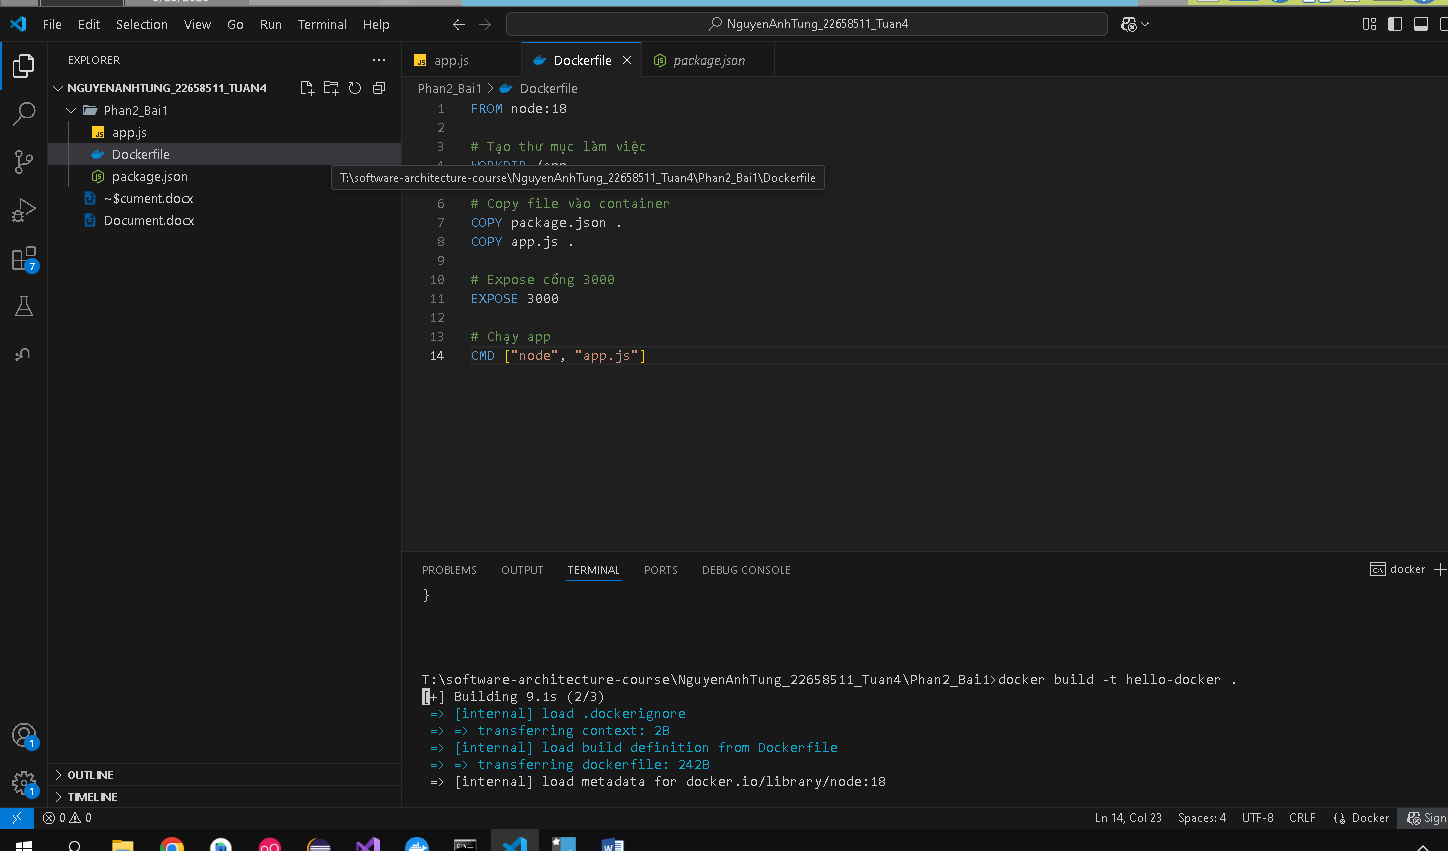 File Edit Selection View Go Run Terminal Help
NguyenAnhTung_22658511_Tuan4
EXPLORER
NGUYENANHTUNG_22658511_TUAN4
Phan2_Bai1
app.js
Dockerfile
package.json
~$cument.docx
Document.docx
OUTLINE
TIMELINE
app.js Dockerfile package.json
Phan2_Bai1 > Dockerfile
1 FROM node:18
2
3 # Tạo thư mục làm việc
4 WORKDIR /app
T:\software-architecture-course\NguyenAnhTung_22658511_Tuan4\Phan2_Bai1\Dockerfile
6 # Copy file vào container
7 COPY package.json .
8 COPY app.js .
9
10 # Expose cổng 3000
11 EXPOSE 3000
12
13 # Chạy app
14 CMD ["node", "app.js"]
PROBLEMS OUTPUT TERMINAL PORTS DEBUG CONSOLE
docker
}
T:\software-architecture-course\NguyenAnhTung_22658511_Tuan4\Phan2_Bai1>docker build -t hello-docker .
[+] Building 9.1s (2/3)
=> [internal] load .dockerignore
=> => transferring context: 2B
=> [internal] load build definition from Dockerfile
=> => transferring dockerfile: 242B
=> [internal] load metadata for docker.io/library/node:18
7
1
1
0 0
Ln 14, Col 23 Spaces: 4 UTF-8 CRLF Docker Sign